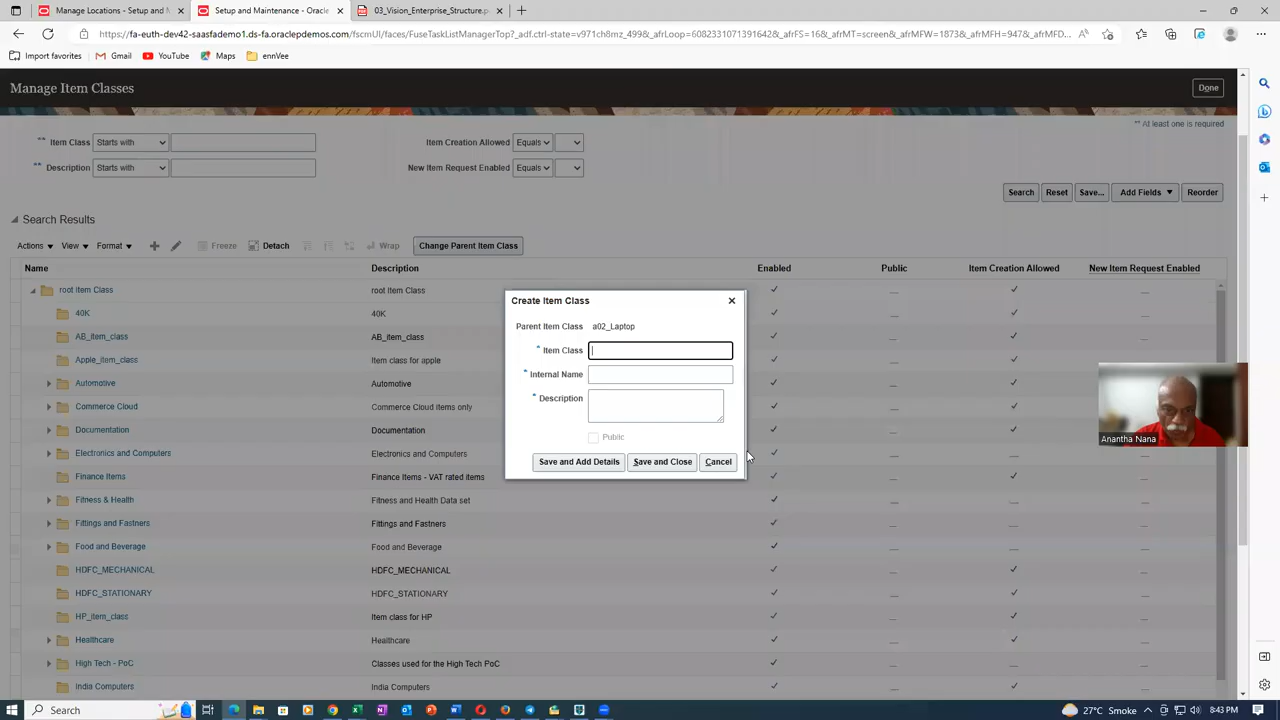 Manage Locations - Setup and M
Setup and Maintenance - Oracle
03_Vision_Enterprise_Structure.p
https://fa-euth-dev42-saasfademo1.ds-fa.oraclepdemos.com/fscmUI/faces/FuseTaskListManagerTop?_adf.ctrl-state=v971ch8mz_499&_afrLoop=6082331071391642&_afrFS=16&_afrMT=screen&_afrMFW=1873&_afrMFH=947&_afrMFD...
Import favorites Gmail YouTube Maps ennVee
Manage Item Classes
Done
** At least one is required
** Item Class Starts with Item Creation Allowed Equals
** Description Starts with New Item Request Enabled Equals
Search Reset Save... Add Fields Reorder
Search Results
Actions View Format Freeze Detach Wrap Change Parent Item Class
Name Description Enabled Public Item Creation Allowed New Item Request Enabled
root Item Class root Item Class
40K 40K
AB_item_class AB_item_class
Apple_item_class Item class for apple
Automotive Automotive
Commerce Cloud Commerce Cloud items only
Documentation Documentation
Electronics and Computers Electronics and Computers
Finance Items Finance Items - VAT rated items
Fitness & Health Fitness and Health Data set
Fittings and Fastners Fittings and Fastners
Food and Beverage Food and Beverage
HDFC_MECHANICAL HDFC_MECHANICAL
HDFC_STATIONARY HDFC_STATIONARY
HP_item_class Item class for HP
Healthcare Healthcare
High Tech - PoC Classes used for the High Tech PoC
India Computers India Computers
Create Item Class
Parent Item Class a02_Laptop
* Item Class
* Internal Name
* Description
Public
Save and Add Details Save and Close Cancel
Anantha Nana
Search
27°C Smoke
8:43 PM